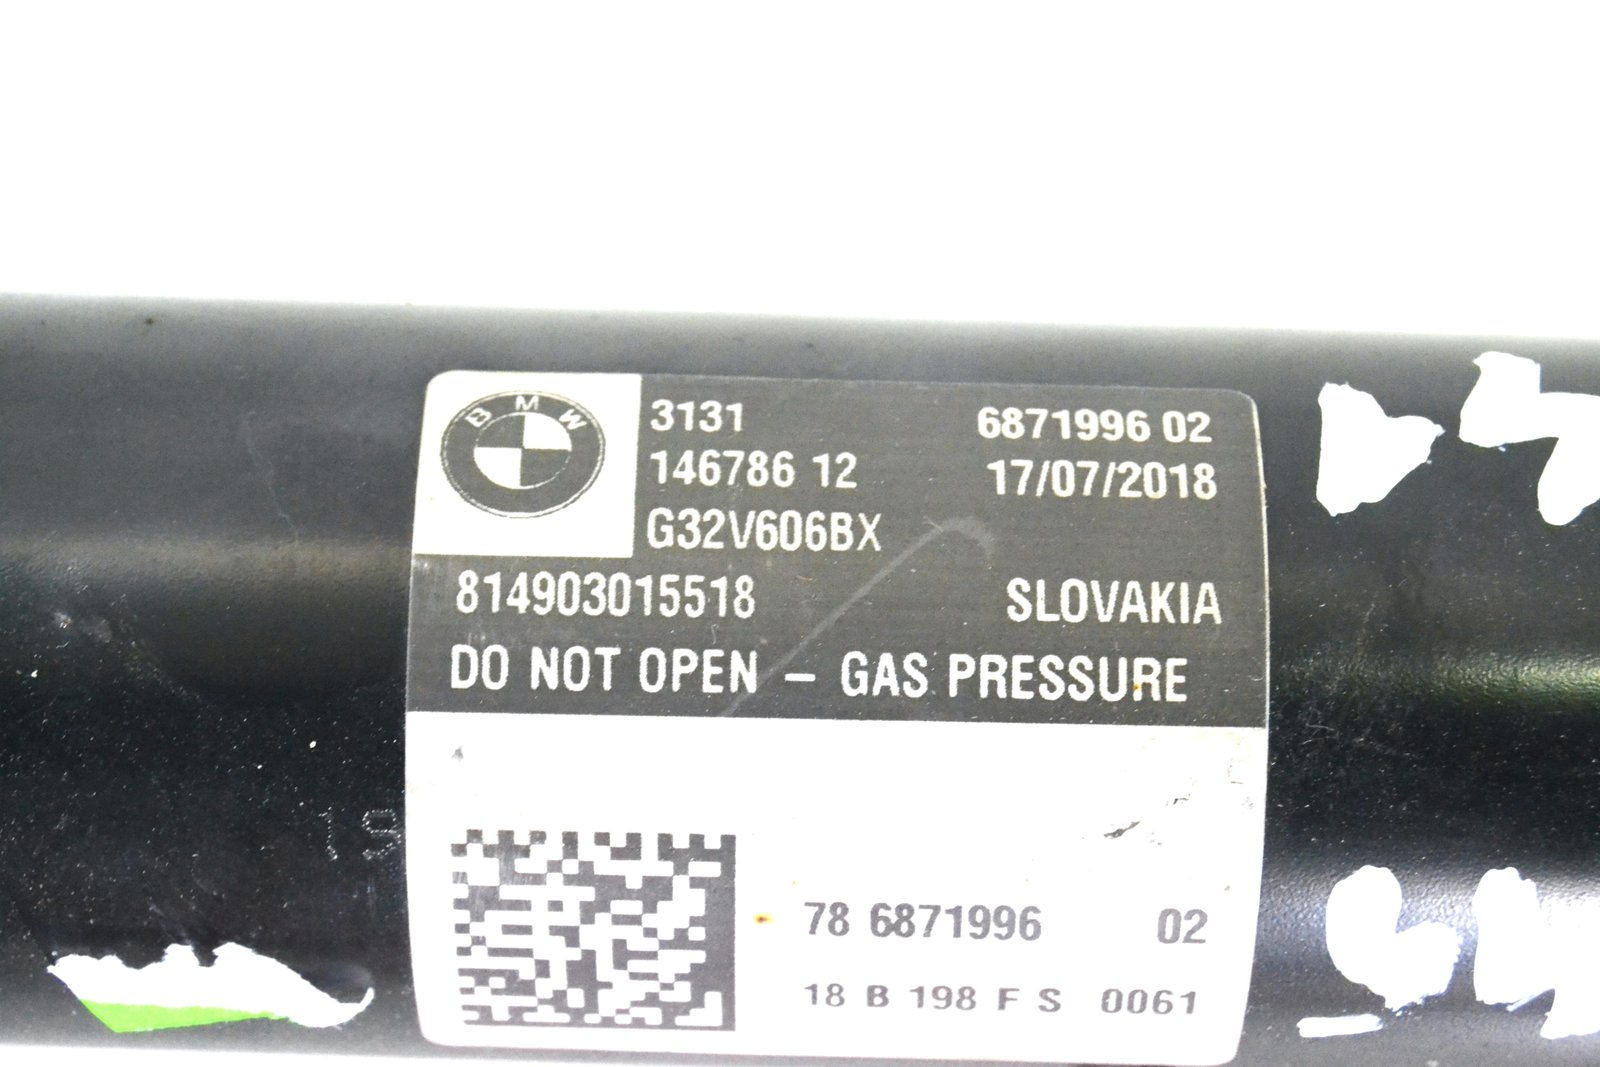 BMW
3131 6871996 02
146786 12 17/07/2018
G32V606BX
814903015518 SLOVAKIA
DO NOT OPEN – GAS PRESSURE
78 6871996 02
18 B 198 F S 0061